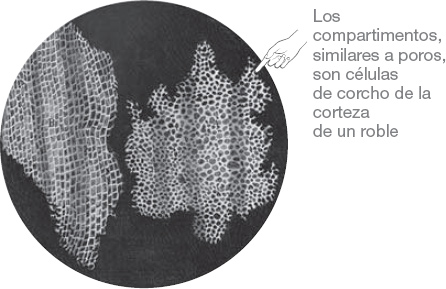 Los
compartimentos,
similares a poros,
son células
de corcho de la
corteza
de un roble